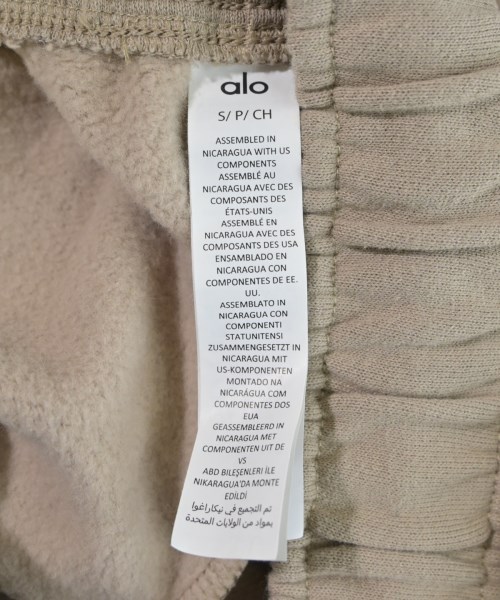 alo
S/ P/ CH
ASSEMBLED IN
NICARAGUA WITH US
COMPONENTS
ASSEMBLÉ AU
NICARAGUA AVEC DES
COMPOSANTS DES
ÉTATS-UNIS
ASSEMBLÉ EN
NICARAGUA AVEC DES
COMPOSANTS DES USA
ENSAMBLADO EN
NICARAGUA CON
COMPONENTES DE EE.
UU.
ASSEMBLATO IN
NICARAGUA CON
COMPONENTI
STATUNITENSI
ZUSAMMENGESETZT IN
NICARAGUA MIT
US-KOMPONENTEN
MONTADO NA
NICARÁGUA COM
COMPONENTES DOS
EUA
GEASSEMBLEERD IN
NICARAGUA MET
COMPONENTEN UIT DE
VS
ABD BILEŞENLERİ İLE
NIKARAGUA'DA MONTE
EDİLDİ
تم التجميع في نيكاراغوا
بمواد من الولايات المتحدة